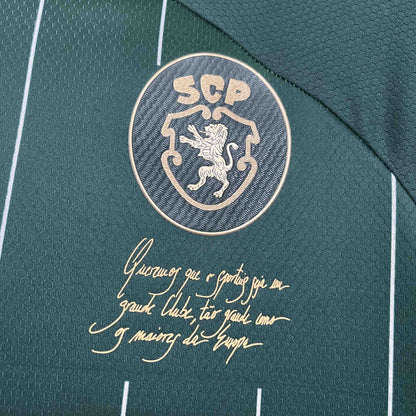 SCP
Queremos que o Sporting seja um
grande Clube, tão grande como
os maiores da Europa